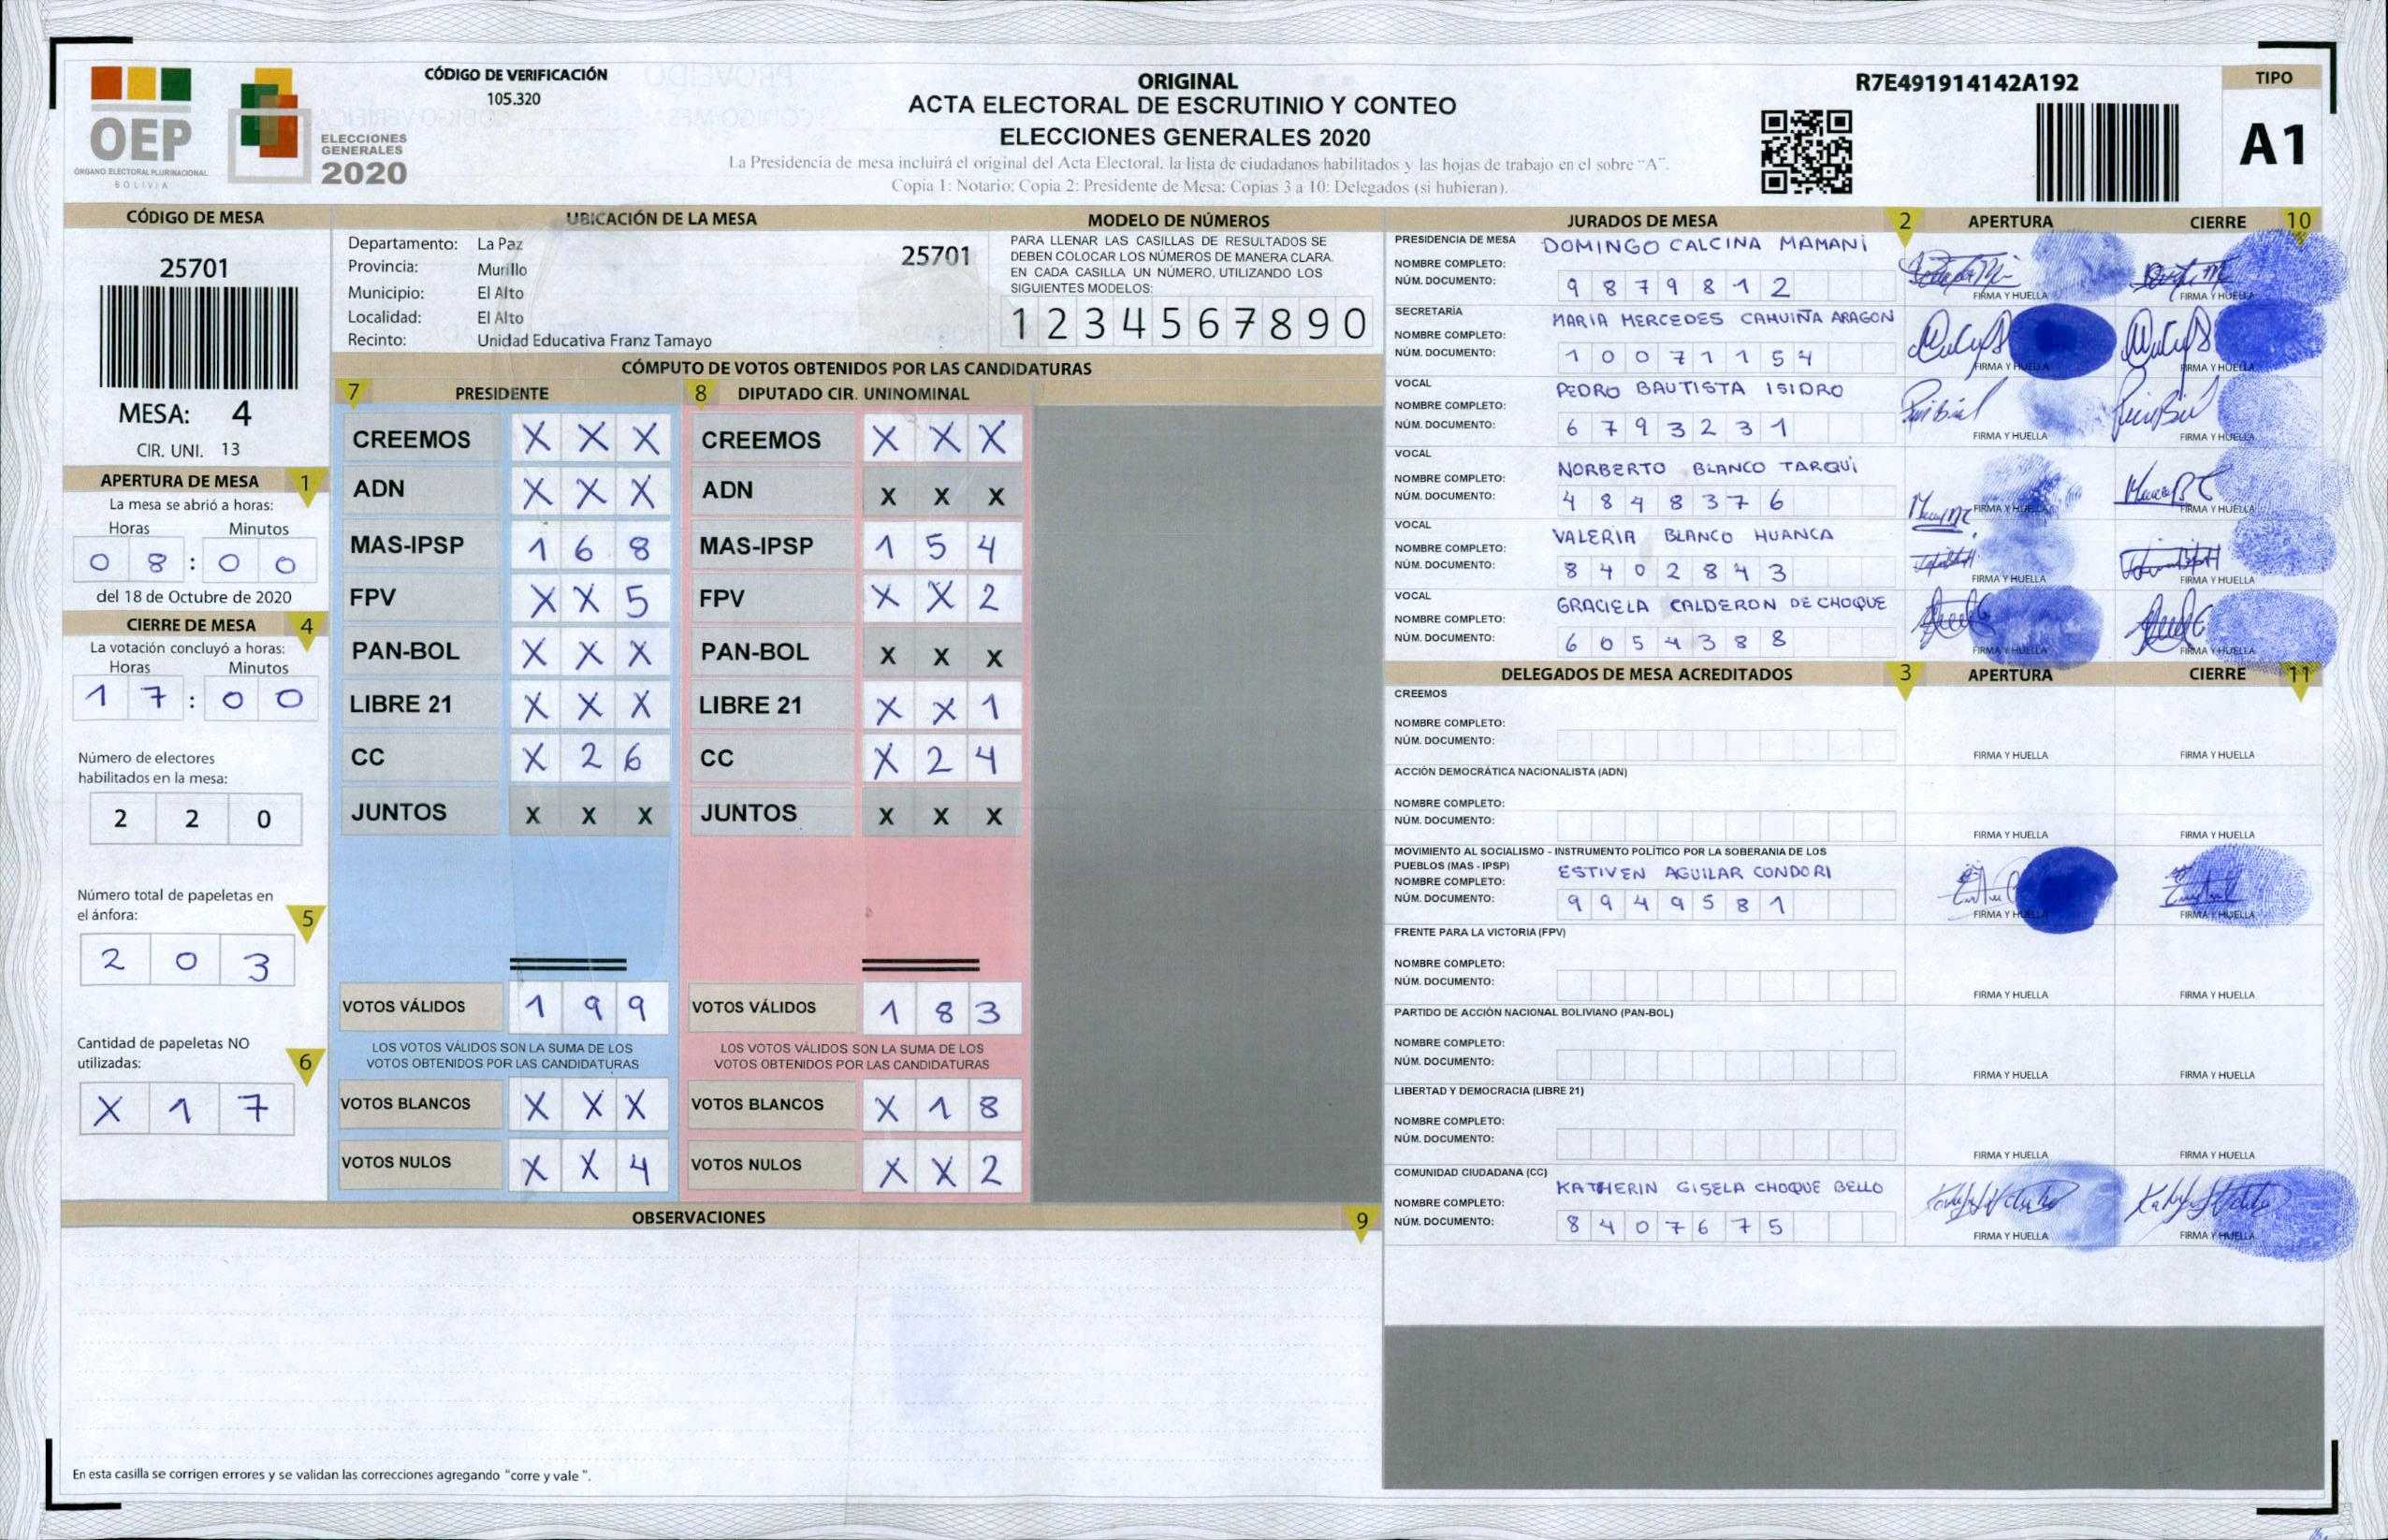 OEP
ÓRGANO ELECTORAL PLURINACIONAL
BOLIVIA
ELECCIONES
GENERALES
2020
CÓDIGO DE VERIFICACIÓN
105.320
ORIGINAL
ACTA ELECTORAL DE ESCRUTINIO Y CONTEO
ELECCIONES GENERALES 2020
La Presidencia de mesa incluirá el original del Acta Electoral, la lista de ciudadanos habilitados y las hojas de trabajo en el sobre "A".
Copia 1: Notario; Copia 2: Presidente de Mesa; Copias 3 a 10: Delegados (si hubieran).
R7E491914142A192
TIPO
A1
CÓDIGO DE MESA
25701
MESA: 4
CIR. UNI. 13
APERTURA DE MESA 1
La mesa se abrió a horas:
Horas Minutos
0 8 : 0 0
del 18 de Octubre de 2020
CIERRE DE MESA 4
La votación concluyó a horas:
Horas Minutos
1 7 : 0 0
Número de electores
habilitados en la mesa:
2 2 0
Número total de papeletas en
el ánfora: 5
2 0 3
Cantidad de papeletas NO
utilizadas: 6
X 1 7
UBICACIÓN DE LA MESA
Departamento: La Paz
Provincia: Murillo
Municipio: El Alto
Localidad: El Alto
Recinto: Unidad Educativa Franz Tamayo
25701
MODELO DE NÚMEROS
PARA LLENAR LAS CASILLAS DE RESULTADOS SE
DEBEN COLOCAR LOS NÚMEROS DE MANERA CLARA.
EN CADA CASILLA UN NÚMERO, UTILIZANDO LOS
SIGUIENTES MODELOS:
1 2 3 4 5 6 7 8 9 0
CÓMPUTO DE VOTOS OBTENIDOS POR LAS CANDIDATURAS
7 PRESIDENTE
CREEMOS X X X
ADN X X X
MAS-IPSP 1 6 8
FPV X X 5
PAN-BOL X X X
LIBRE 21 X X X
CC X 2 6
JUNTOS X X X
VOTOS VÁLIDOS 1 9 9
LOS VOTOS VÁLIDOS SON LA SUMA DE LOS
VOTOS OBTENIDOS POR LAS CANDIDATURAS
VOTOS BLANCOS X X X
VOTOS NULOS X X 4
8 DIPUTADO CIR. UNINOMINAL
CREEMOS X X X
ADN X X X
MAS-IPSP 1 5 4
FPV X X 2
PAN-BOL X X X
LIBRE 21 X X 1
CC X 2 4
JUNTOS X X X
VOTOS VÁLIDOS 1 8 3
LOS VOTOS VÁLIDOS SON LA SUMA DE LOS
VOTOS OBTENIDOS POR LAS CANDIDATURAS
VOTOS BLANCOS X 1 8
VOTOS NULOS X X 2
OBSERVACIONES 9
En esta casilla se corrigen errores y se validan las correcciones agregando "corre y vale ".
JURADOS DE MESA 2 APERTURA CIERRE 10
PRESIDENCIA DE MESA
NOMBRE COMPLETO: DOMINGO CALCINA MAMANI
NÚM. DOCUMENTO: 9 8 7 9 8 1 2
FIRMA Y HUELLA FIRMA Y HUELLA
SECRETARÍA
NOMBRE COMPLETO: MARIA MERCEDES CAHUIÑA ARAGON
NÚM. DOCUMENTO: 1 0 0 7 1 1 5 4
FIRMA Y HUELLA FIRMA Y HUELLA
VOCAL
NOMBRE COMPLETO: PEDRO BAUTISTA ISIDRO
NÚM. DOCUMENTO: 6 7 9 3 2 3 1
FIRMA Y HUELLA FIRMA Y HUELLA
VOCAL
NOMBRE COMPLETO: NORBERTO BLANCO TARQUI
NÚM. DOCUMENTO: 4 8 4 8 3 7 6
FIRMA Y HUELLA FIRMA Y HUELLA
VOCAL
NOMBRE COMPLETO: VALERIA BLANCO HUANCA
NÚM. DOCUMENTO: 8 4 0 2 8 4 3
FIRMA Y HUELLA FIRMA Y HUELLA
VOCAL
NOMBRE COMPLETO: GRACIELA CALDERON DE CHOQUE
NÚM. DOCUMENTO: 6 0 5 4 3 8 8
FIRMA Y HUELLA FIRMA Y HUELLA
DELEGADOS DE MESA ACREDITADOS 3 APERTURA CIERRE 11
CREEMOS
NOMBRE COMPLETO:
NÚM. DOCUMENTO:
FIRMA Y HUELLA FIRMA Y HUELLA
ACCIÓN DEMOCRÁTICA NACIONALISTA (ADN)
NOMBRE COMPLETO:
NÚM. DOCUMENTO:
FIRMA Y HUELLA FIRMA Y HUELLA
MOVIMIENTO AL SOCIALISMO - INSTRUMENTO POLÍTICO POR LA SOBERANIA DE LOS
PUEBLOS (MAS - IPSP)
NOMBRE COMPLETO: ESTIVEN AGUILAR CONDORI
NÚM. DOCUMENTO: 9 9 4 9 5 8 1
FIRMA Y HUELLA FIRMA Y HUELLA
FRENTE PARA LA VICTORIA (FPV)
NOMBRE COMPLETO:
NÚM. DOCUMENTO:
FIRMA Y HUELLA FIRMA Y HUELLA
PARTIDO DE ACCIÓN NACIONAL BOLIVIANO (PAN-BOL)
NOMBRE COMPLETO:
NÚM. DOCUMENTO:
FIRMA Y HUELLA FIRMA Y HUELLA
LIBERTAD Y DEMOCRACIA (LIBRE 21)
NOMBRE COMPLETO:
NÚM. DOCUMENTO:
FIRMA Y HUELLA FIRMA Y HUELLA
COMUNIDAD CIUDADANA (CC)
NOMBRE COMPLETO: KATHERIN GISELA CHOQUE BELLO
NÚM. DOCUMENTO: 8 4 0 7 6 7 5
FIRMA Y HUELLA FIRMA Y HUELLA